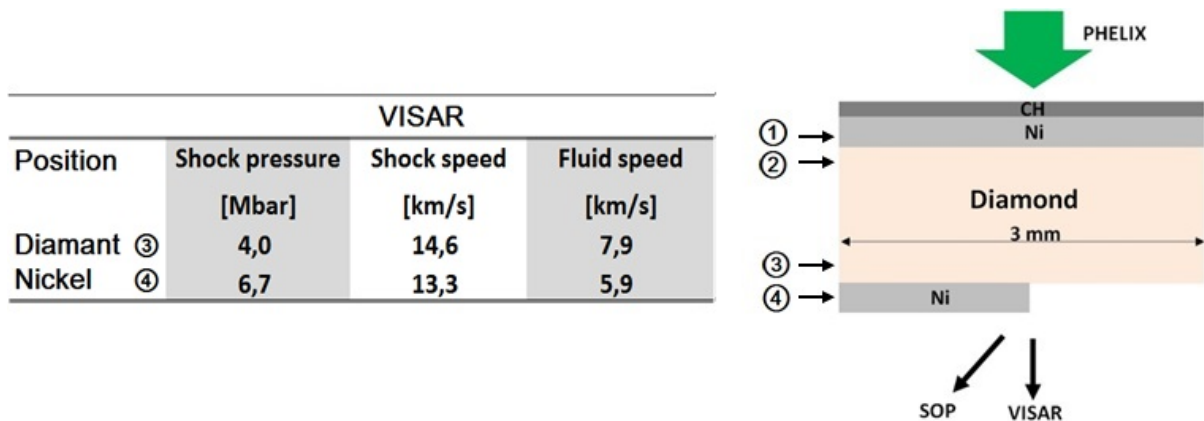 VISAR
Position Shock pressure Shock speed Fluid speed
[Mbar] [km/s] [km/s]
Diamant ③ 4,0 14,6 7,9
Nickel ④ 6,7 13,3 5,9
PHELIX
CH
① Ni
②
Diamond
3 mm
③
④ Ni
SOP VISAR